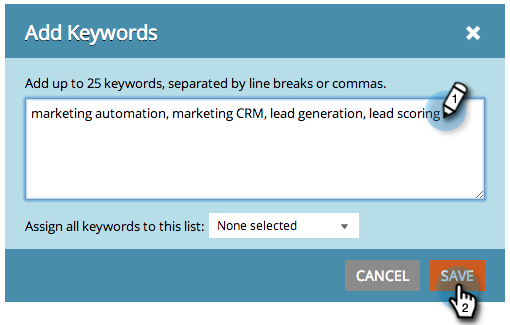 Add Keywords
Add up to 25 keywords, separated by line breaks or commas.
marketing automation, marketing CRM, lead generation, lead scoring
1
Assign all keywords to this list: None selected
CANCEL SAVE
2